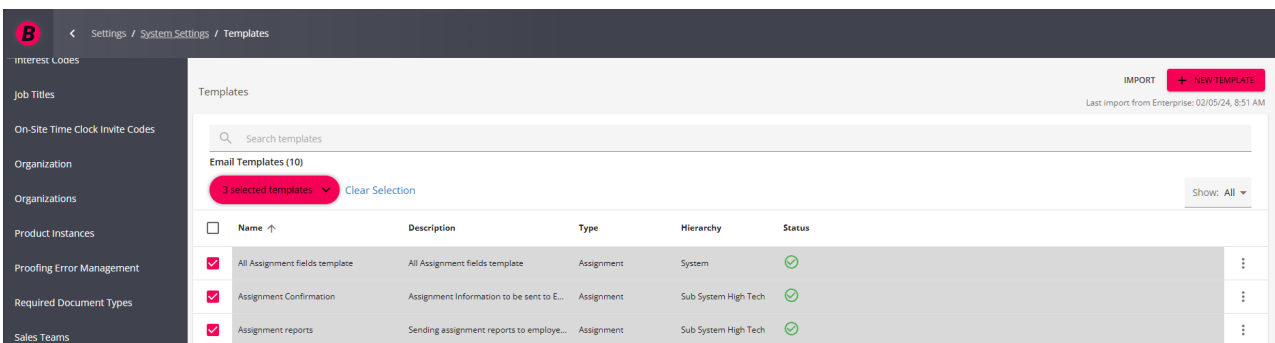 B
Settings / System Settings / Templates
Interest Codes
Job Titles
On-Site Time Clock Invite Codes
Organization
Organizations
Product Instances
Proofing Error Management
Required Document Types
Sales Teams
Templates
IMPORT
+ NEW TEMPLATE
Last import from Enterprise: 02/05/24, 8:51 AM
Search templates
Email Templates (10)
3 selected templates
Clear Selection
Show: All
Name Description Type Hierarchy Status
All Assignment fields template All Assignment fields template Assignment System
Assignment Confirmation Assignment Information to be sent to E... Assignment Sub System High Tech
Assignment reports Sending assignment reports to employe... Assignment Sub System High Tech